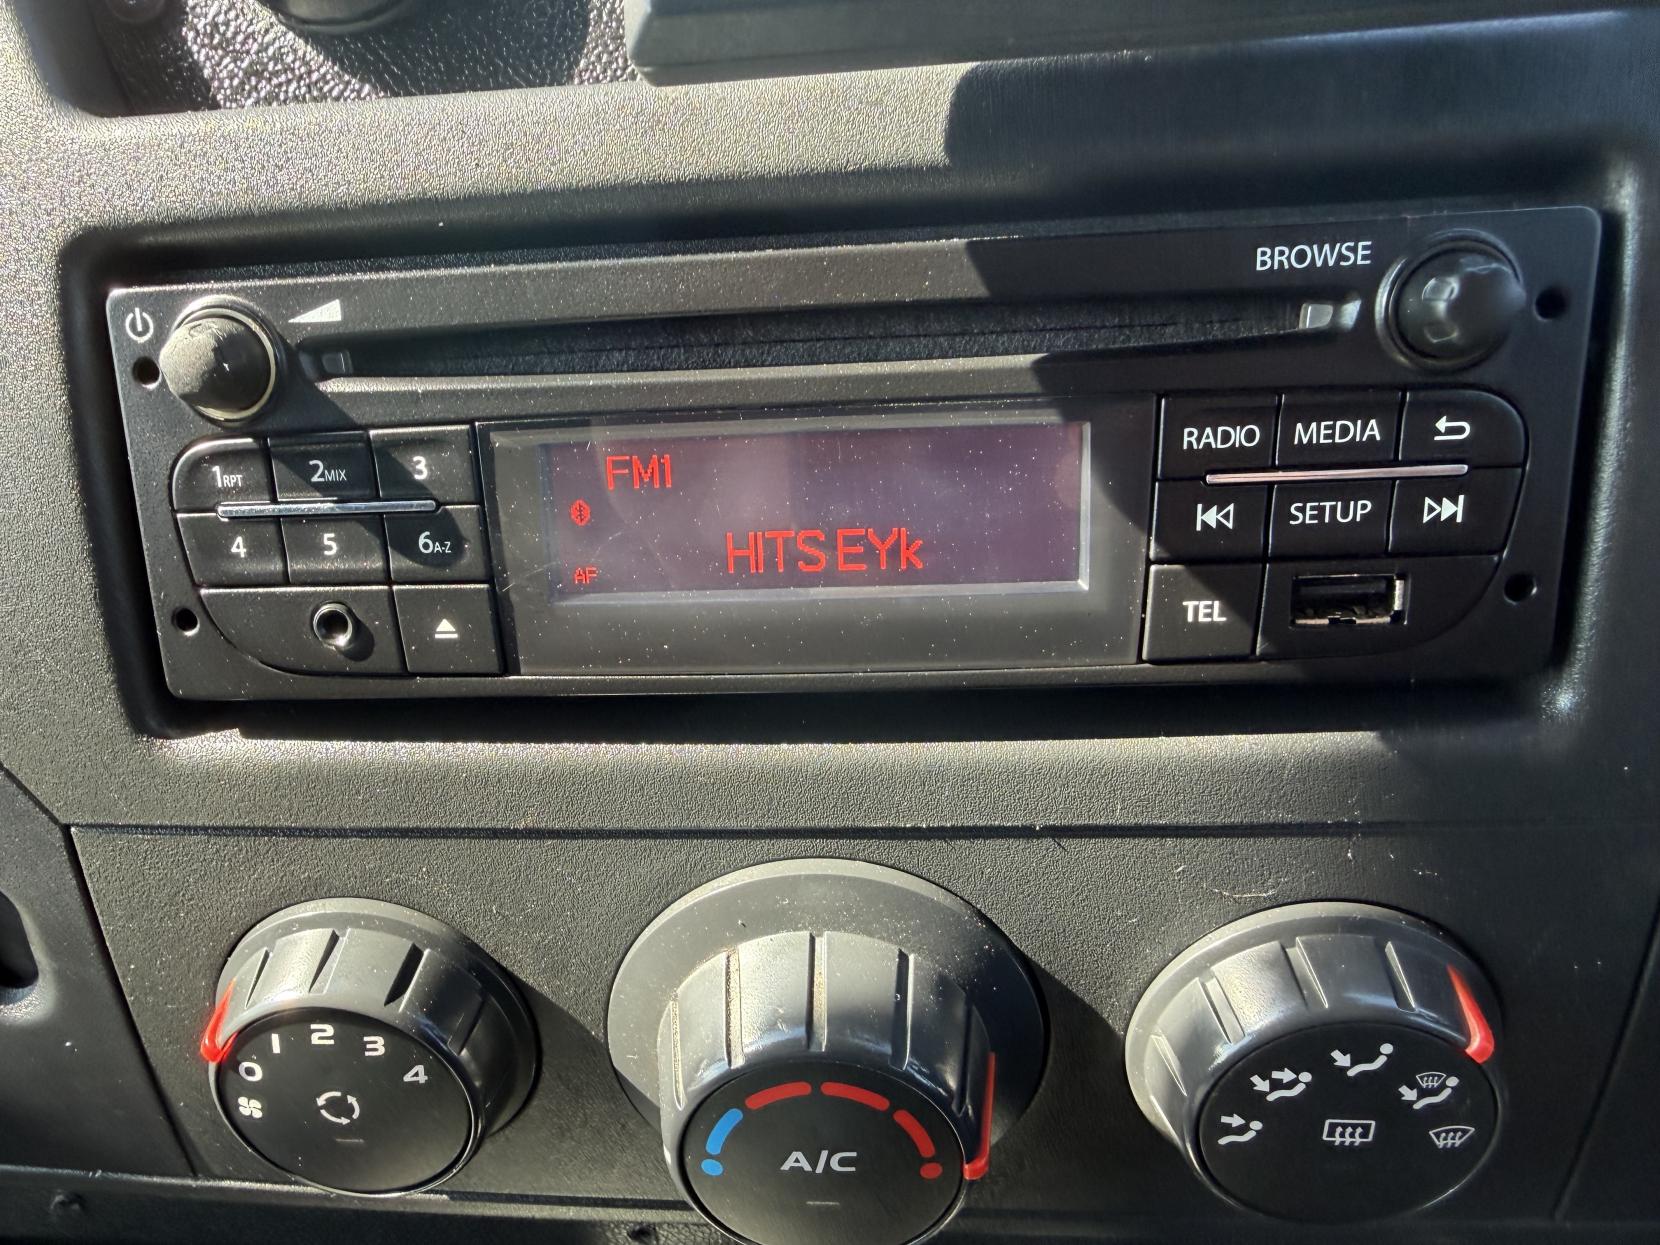 BROWSE
1RPT 2MIX 3
4 5 6A-Z
FM1
HITS EYk
AF
RADIO MEDIA
SETUP
TEL
0 1 2 3 4
A/C